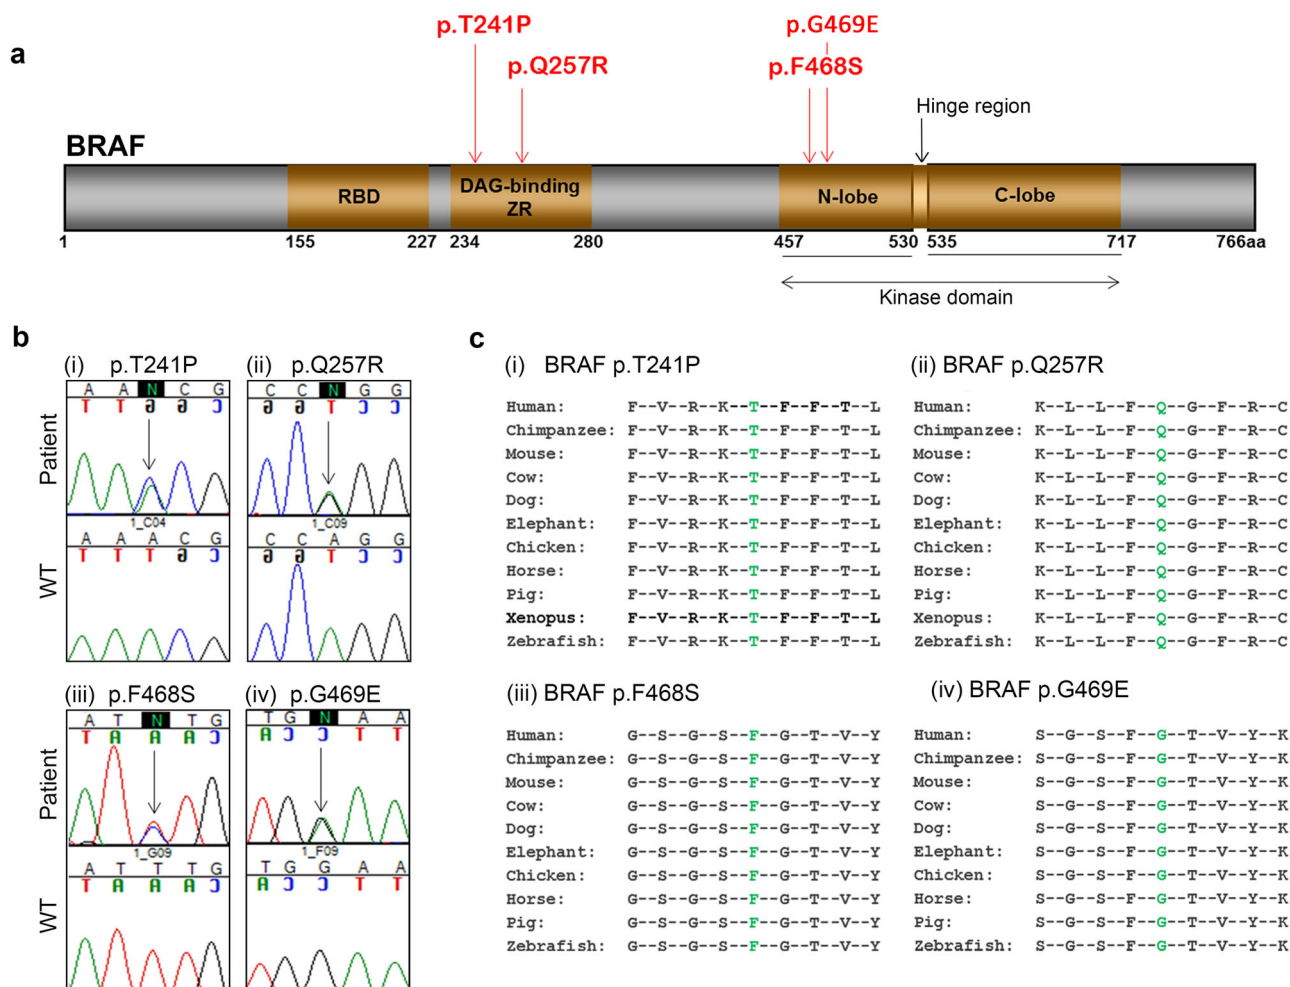 a
p.T241P
p.G469E
p.Q257R
p.F468S
Hinge region
BRAF
RBD
DAG-binding
ZR
N-lobe
C-lobe
1 155 227 234 280 457 530 535 717 766aa
Kinase domain
b
(i) p.T241P
Patient
A A N C G
T T G G C
1_C04
WT
A A A C G
T T T G C
(ii) p.Q257R
C C N G G
G G T C C
1_C09
C C A G G
G G T C C
(iii) p.F468S
Patient
A T N T G
T A A A C
1_G09
WT
A T T T G
T A A A C
(iv) p.G469E
T G N A A
A C C T T
1_F09
T G G A A
A C C T T
c
(i) BRAF p.T241P
Human: F--V--R--K--T--F--F--T--L
Chimpanzee: F--V--R--K--T--F--F--T--L
Mouse: F--V--R--K--T--F--F--T--L
Cow: F--V--R--K--T--F--F--T--L
Dog: F--V--R--K--T--F--F--T--L
Elephant: F--V--R--K--T--F--F--T--L
Chicken: F--V--R--K--T--F--F--T--L
Horse: F--V--R--K--T--F--F--T--L
Pig: F--V--R--K--T--F--F--T--L
Xenopus: F--V--R--K--T--F--F--T--L
Zebrafish: F--V--R--K--T--F--F--T--L
(ii) BRAF p.Q257R
Human: K--L--L--F--Q--G--F--R--C
Chimpanzee: K--L--L--F--Q--G--F--R--C
Mouse: K--L--L--F--Q--G--F--R--C
Cow: K--L--L--F--Q--G--F--R--C
Dog: K--L--L--F--Q--G--F--R--C
Elephant: K--L--L--F--Q--G--F--R--C
Chicken: K--L--L--F--Q--G--F--R--C
Horse: K--L--L--F--Q--G--F--R--C
Pig: K--L--L--F--Q--G--F--R--C
Xenopus: K--L--L--F--Q--G--F--R--C
Zebrafish: K--L--L--F--Q--G--F--R--C
(iii) BRAF p.F468S
Human: G--S--G--S--F--G--T--V--Y
Chimpanzee: G--S--G--S--F--G--T--V--Y
Mouse: G--S--G--S--F--G--T--V--Y
Cow: G--S--G--S--F--G--T--V--Y
Dog: G--S--G--S--F--G--T--V--Y
Elephant: G--S--G--S--F--G--T--V--Y
Chicken: G--S--G--S--F--G--T--V--Y
Horse: G--S--G--S--F--G--T--V--Y
Pig: G--S--G--S--F--G--T--V--Y
Zebrafish: G--S--G--S--F--G--T--V--Y
(iv) BRAF p.G469E
Human: S--G--S--F--G--T--V--Y--K
Chimpanzee: S--G--S--F--G--T--V--Y--K
Mouse: S--G--S--F--G--T--V--Y--K
Cow: S--G--S--F--G--T--V--Y--K
Dog: S--G--S--F--G--T--V--Y--K
Elephant: S--G--S--F--G--T--V--Y--K
Chicken: S--G--S--F--G--T--V--Y--K
Horse: S--G--S--F--G--T--V--Y--K
Pig: S--G--S--F--G--T--V--Y--K
Zebrafish: S--G--S--F--G--T--V--Y--K